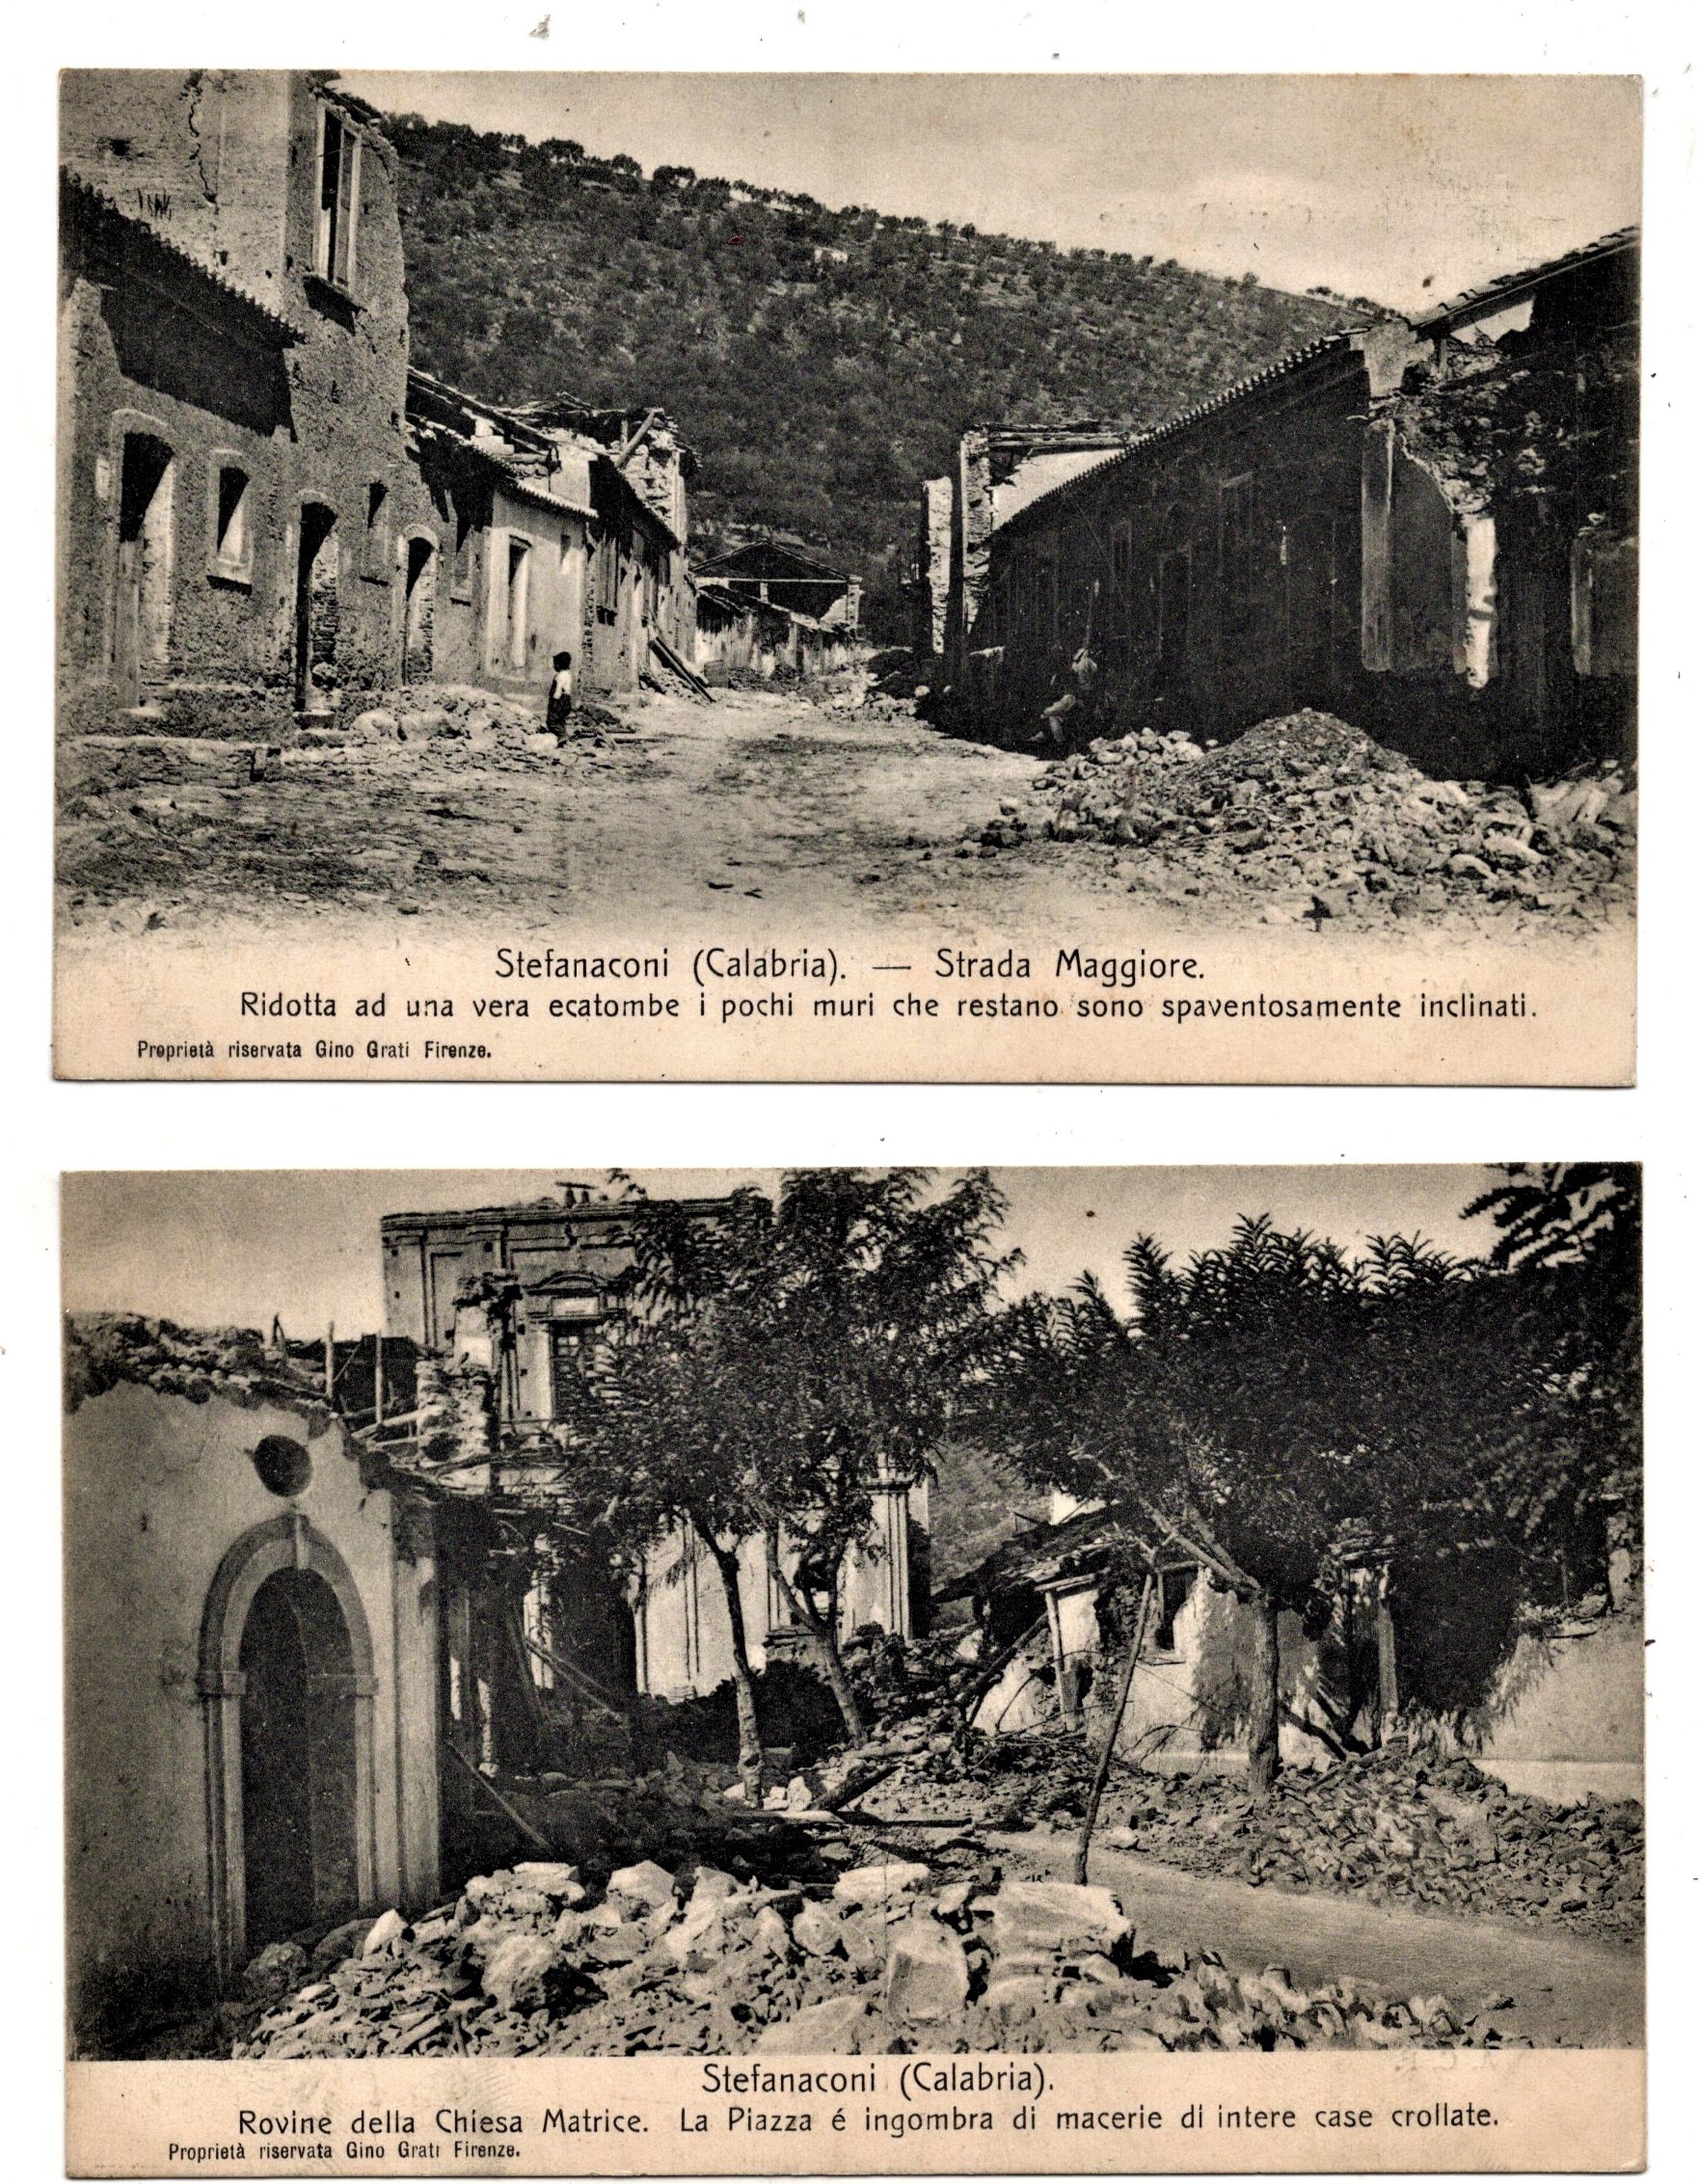 Stefanaconi (Calabria). — Strada Maggiore.
Ridotta ad una vera ecatombe i pochi muri che restano sono spaventosamente inclinati.
Proprietà riservata Gino Grati Firenze.
Stefanaconi (Calabria).
Rovine della Chiesa Matrice. La Piazza é ingombra di macerie di intere case crollate.
Proprietà riservata Gino Grati Firenze.